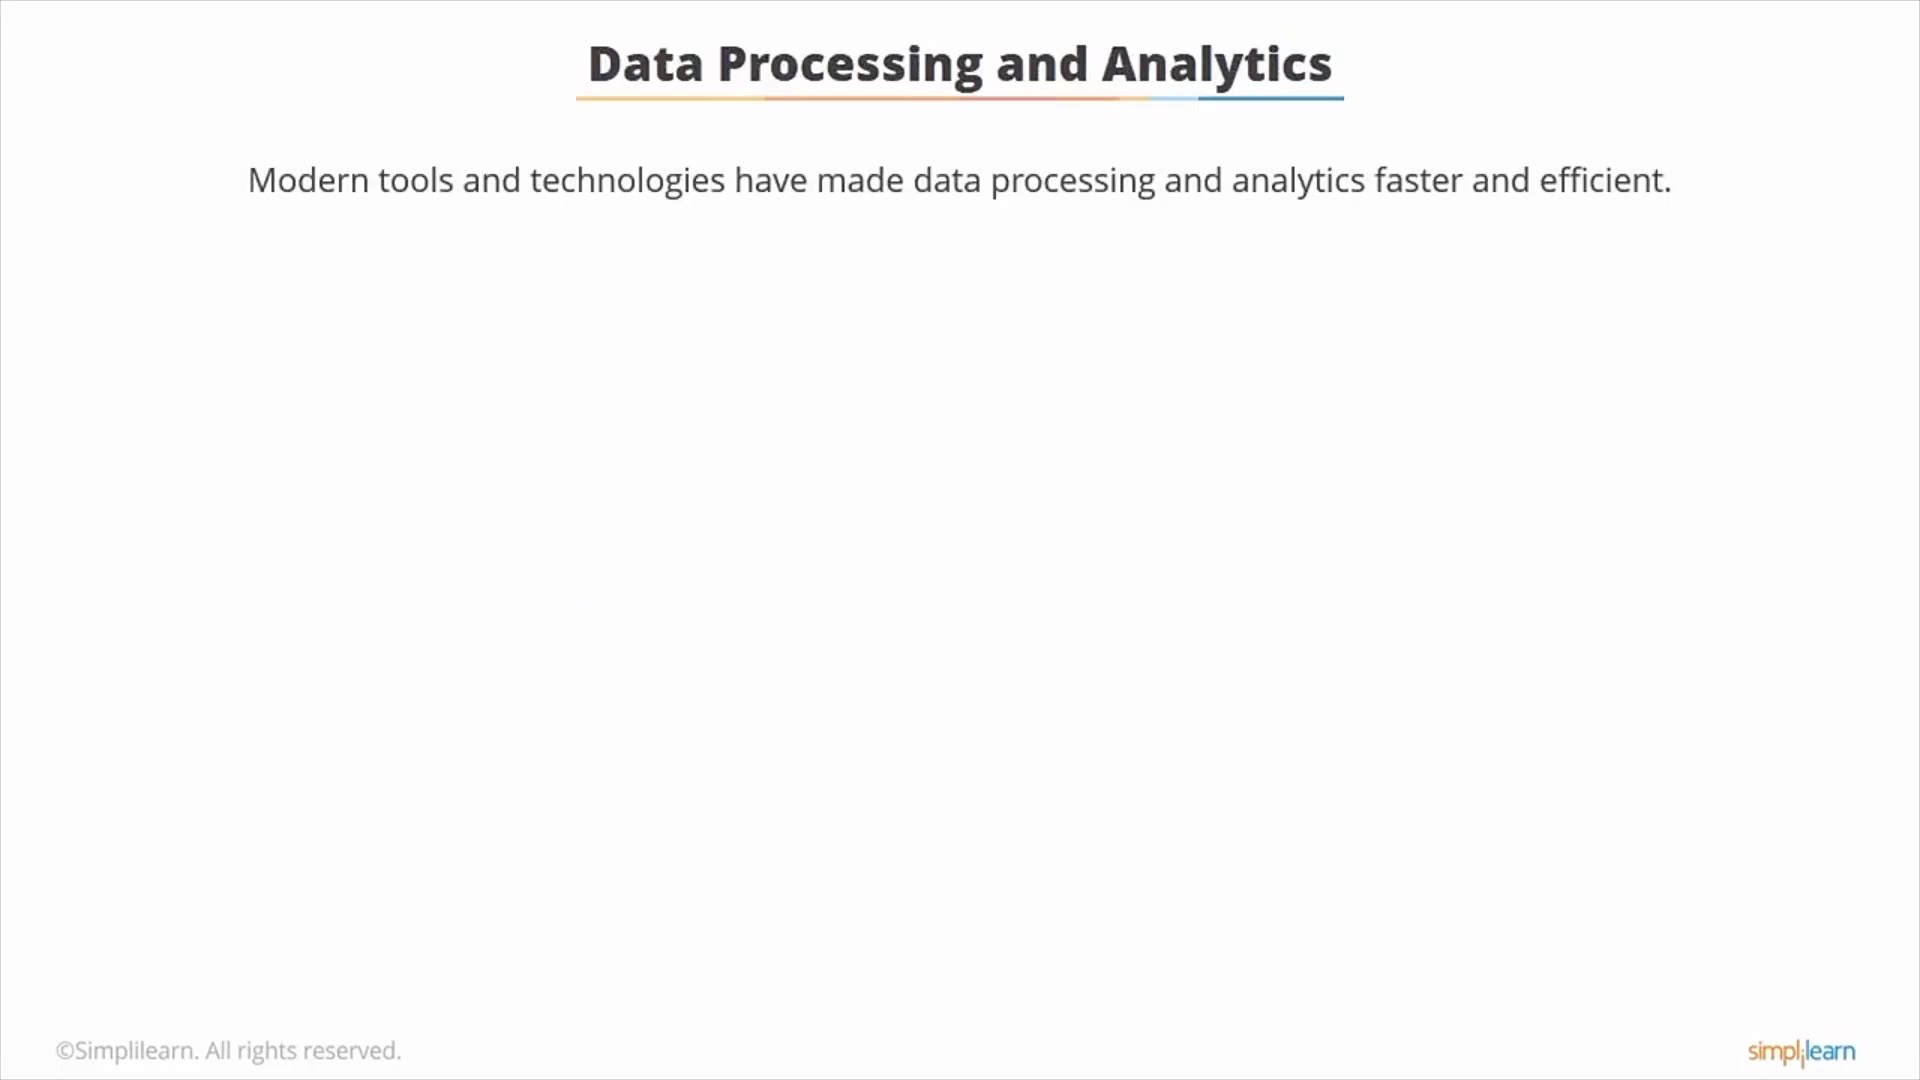 Data Processing and Analytics
Modern tools and technologies have made data processing and analytics faster and efficient.
©Simplilearn. All rights reserved.
simplilearn